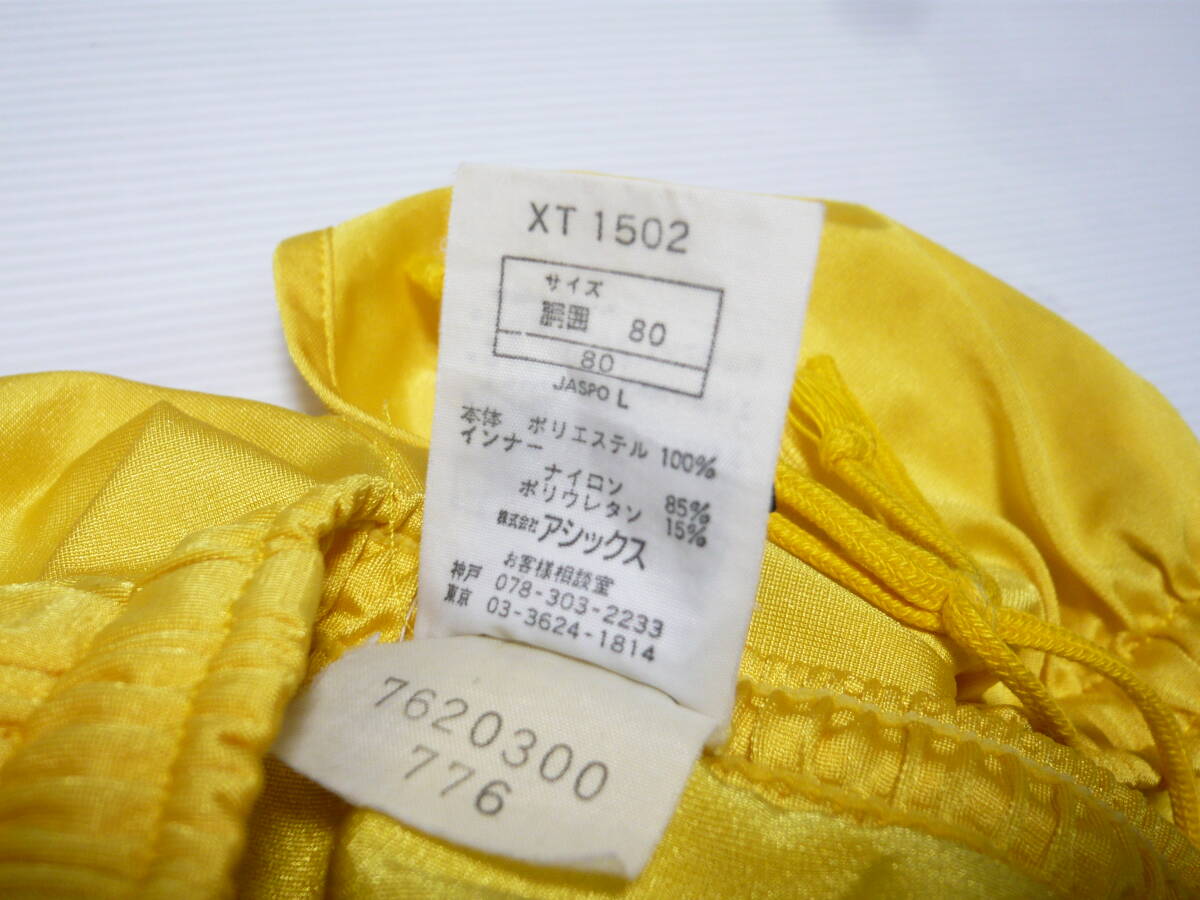 XT 1502
サイズ
胴囲 80
80
JASPO L
本体 ポリエステル 100%
インナー
ナイロン 85%
ポリウレタン 15%
株式会社アシックス
お客様相談室
神戸 078-303-2233
東京 03-3624-1814
7620300
776